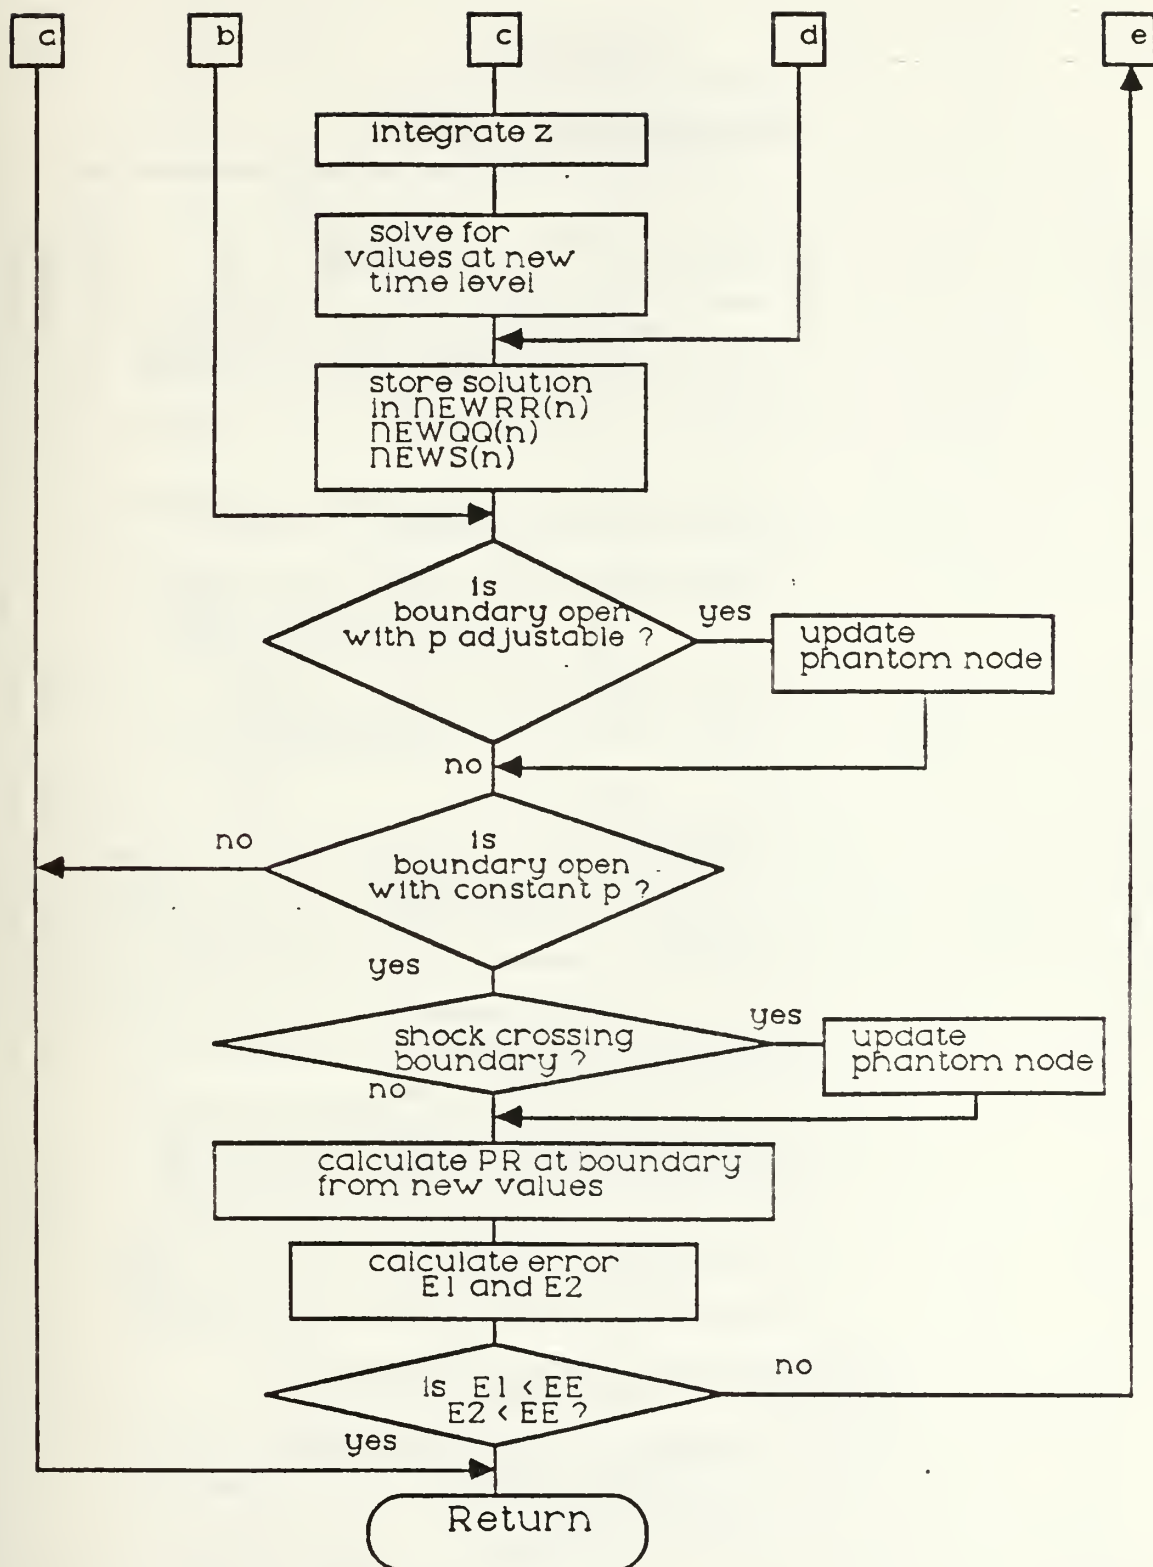 a
b
c
d
e
integrate z
solve for
values at new
time level
store solution
in NEWRR(n)
NEWQQ(n)
NEWS(n)
is
boundary open
with p adjustable ?
yes
update
phantom node
no
is
boundary open
with constant p ?
no
yes
shock crossing
boundary ?
yes
update
phantom node
no
calculate PR at boundary
from new values
calculate error
E1 and E2
is E1 < EE
E2 < EE ?
no
yes
Return